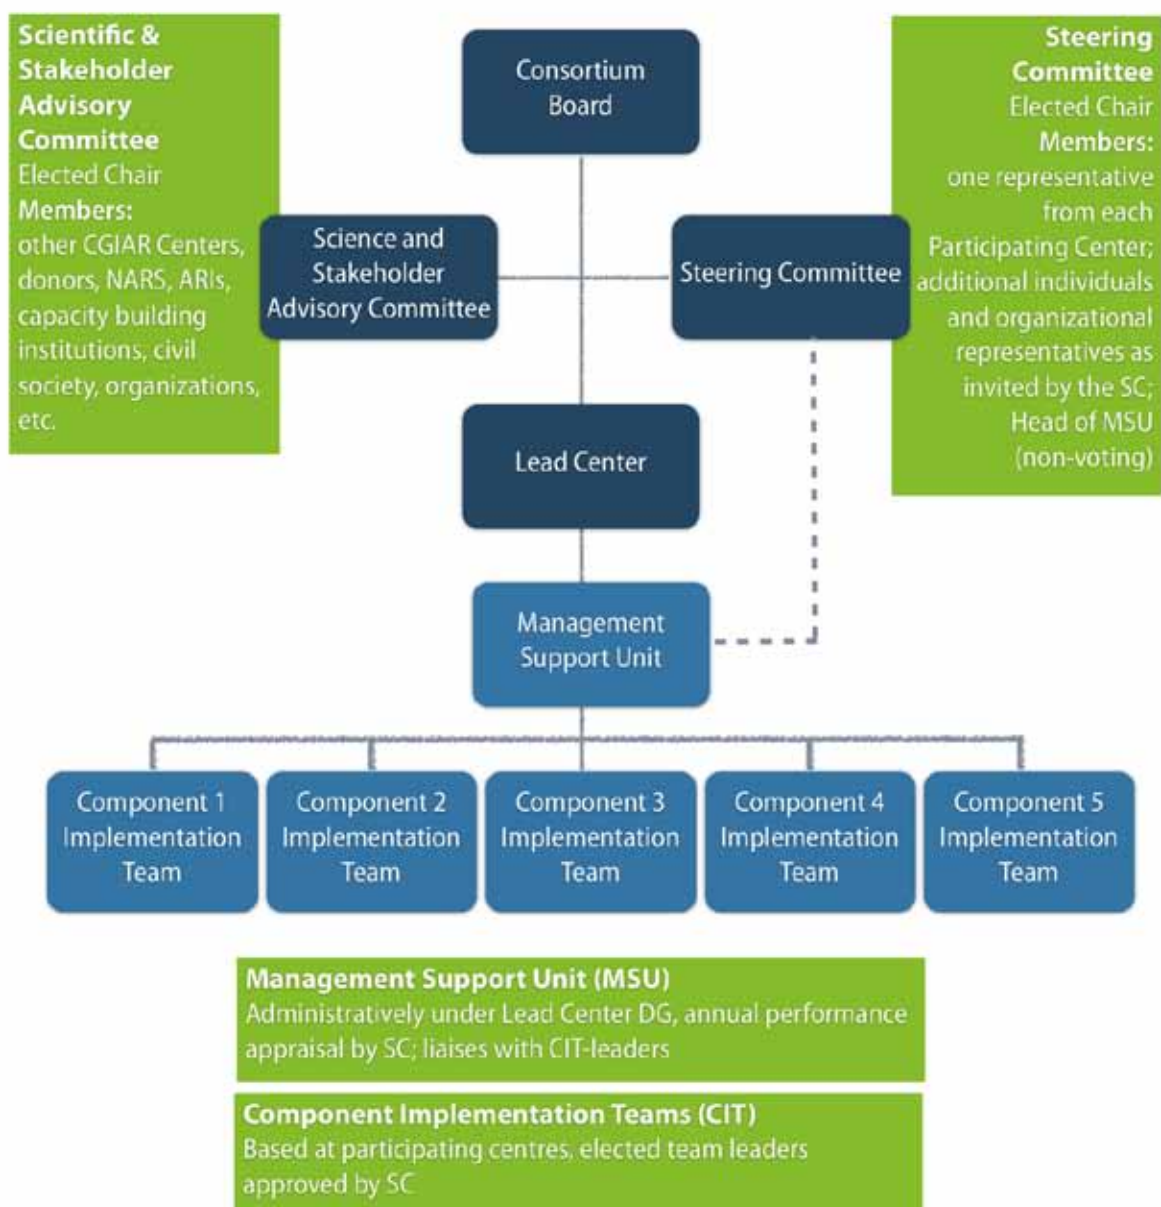 Scientific &
Stakeholder
Advisory
Committee
Elected Chair
Members:
other CGIAR Centers,
donors, NARS, ARIs,
capacity building
institutions, civil
society, organizations,
etc.
Consortium
Board
Steering
Committee
Elected Chair
Members:
one representative
from each
Participating Center;
additional individuals
and organizational
representatives as
invited by the SC;
Head of MSU
(non-voting)
Science and
Stakeholder
Advisory Committee
Steering Committee
Lead Center
Management
Support Unit
Component 1
Implementation
Team
Component 2
Implementation
Team
Component 3
Implementation
Team
Component 4
Implementation
Team
Component 5
Implementation
Team
Management Support Unit (MSU)
Administratively under Lead Center DG, annual performance
appraisal by SC; liaises with CIT-leaders
Component Implementation Teams (CIT)
Based at participating centres, elected team leaders
approved by SC